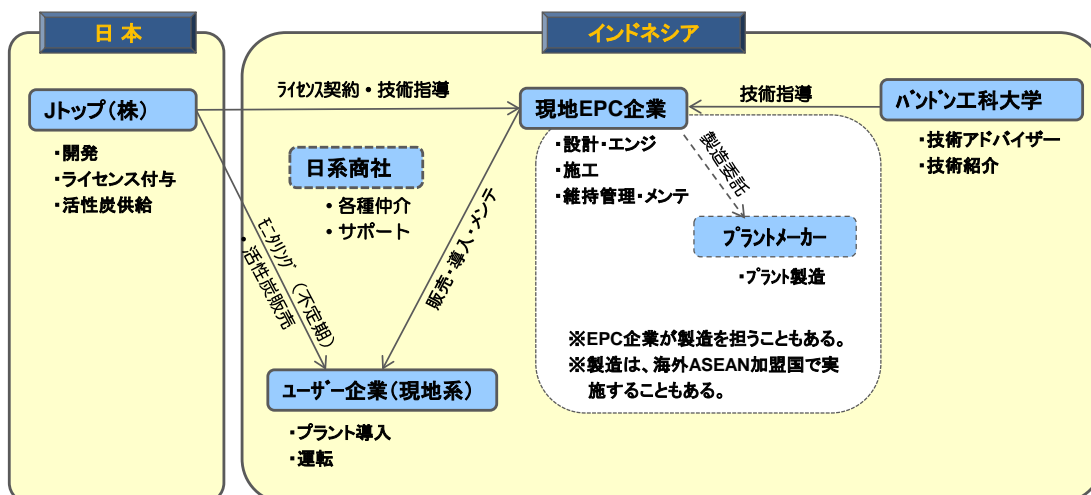 日 本
インドネシア
Jトップ(株)
・開発
・ライセンス付与
・活性炭供給
ﾗｲｾﾝｽ契約・技術指導
現地EPC企業
・設計・エンジ
・施工
・維持管理・メンテ
技術指導
ﾊﾞﾝﾄﾞﾝ工科大学
・技術アドバイザー
・技術紹介
日系商社
・各種仲介
・サポート
製造委託
プラントメーカー
・プラント製造
ﾓﾆﾀﾘﾝｸﾞ(不定期)
・活性炭販売
販売・導入・メンテ
※EPC企業が製造を担うこともある。
※製造は、海外ASEAN加盟国で実
施することもある。
ユーザー企業(現地系)
・プラント導入
・運転